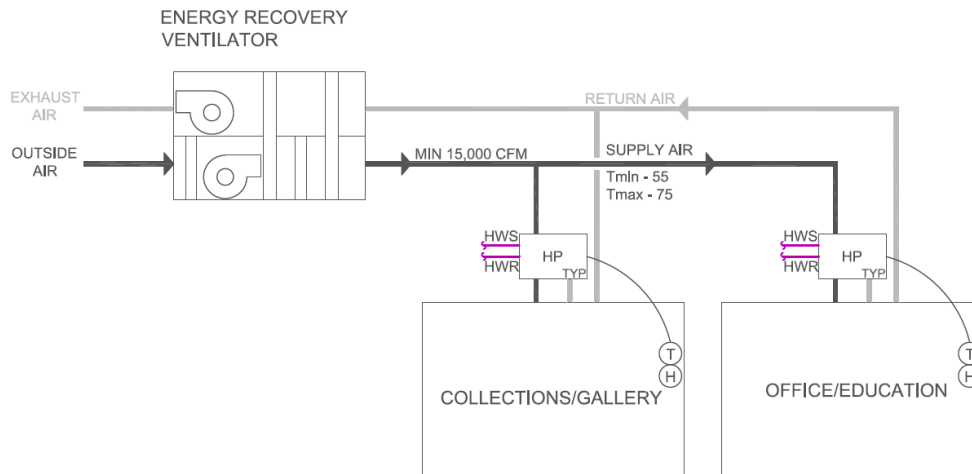 ENERGY RECOVERY
VENTILATOR
EXHAUST
AIR
RETURN AIR
OUTSIDE
AIR
MIN 15,000 CFM
SUPPLY AIR
TmIn - 55
Tmax - 75
HWS
HWR
HP
TYP
HWS
HWR
HP
TYP
T
H
COLLECTIONS/GALLERY
T
H
OFFICE/EDUCATION